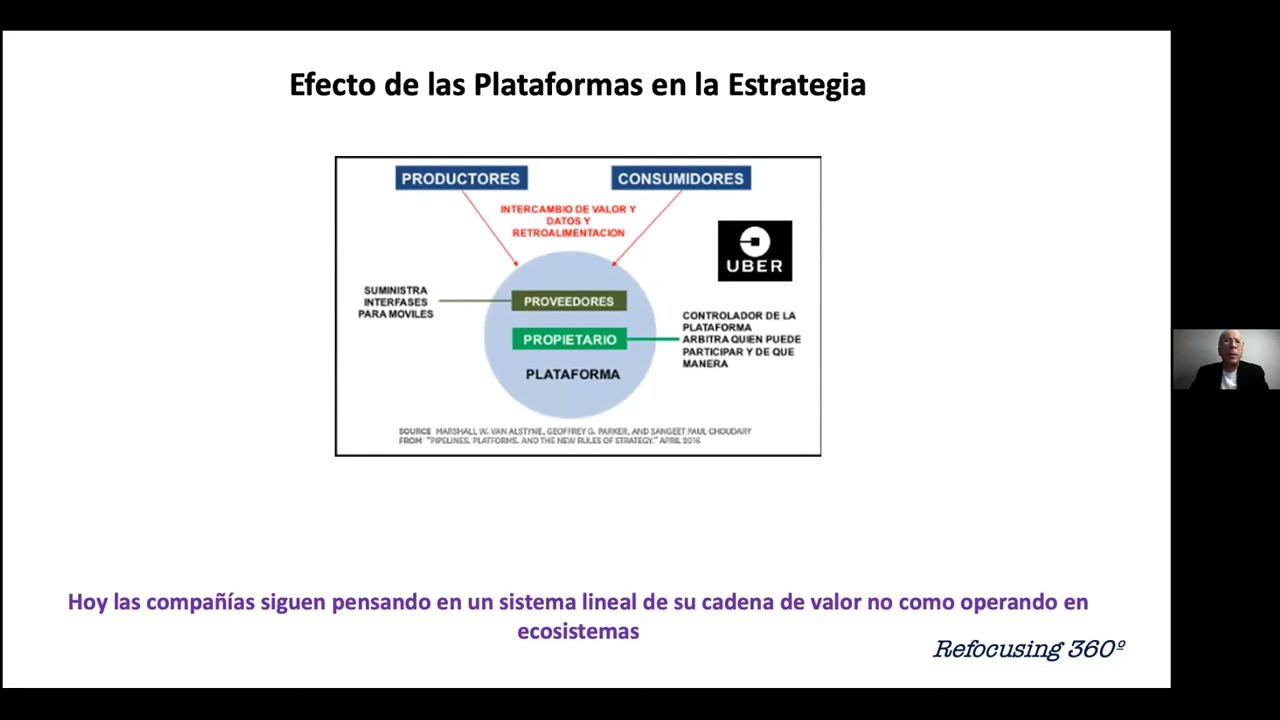 Efecto de las Plataformas en la Estrategia
PRODUCTORES
CONSUMIDORES
INTERCAMBIO DE VALOR Y
DATOS Y
RETROALIMENTACION
UBER
SUMINISTRA
INTERFASES
PARA MOVILES
PROVEEDORES
PROPIETARIO
PLATAFORMA
CONTROLADOR DE LA
PLATAFORMA
ARBITRA QUIEN PUEDE
PARTICIPAR Y DE QUE
MANERA
SOURCE MARSHALL W. VAN ALSTYNE, GEOFFREY G. PARKER, AND SANGEET PAUL CHOUDARY
FROM "PIPELINES, PLATFORMS, AND THE NEW RULES OF STRATEGY," APRIL 2016
Hoy las compañías siguen pensando en un sistema lineal de su cadena de valor no como operando en
ecosistemas
Refocusing 360º